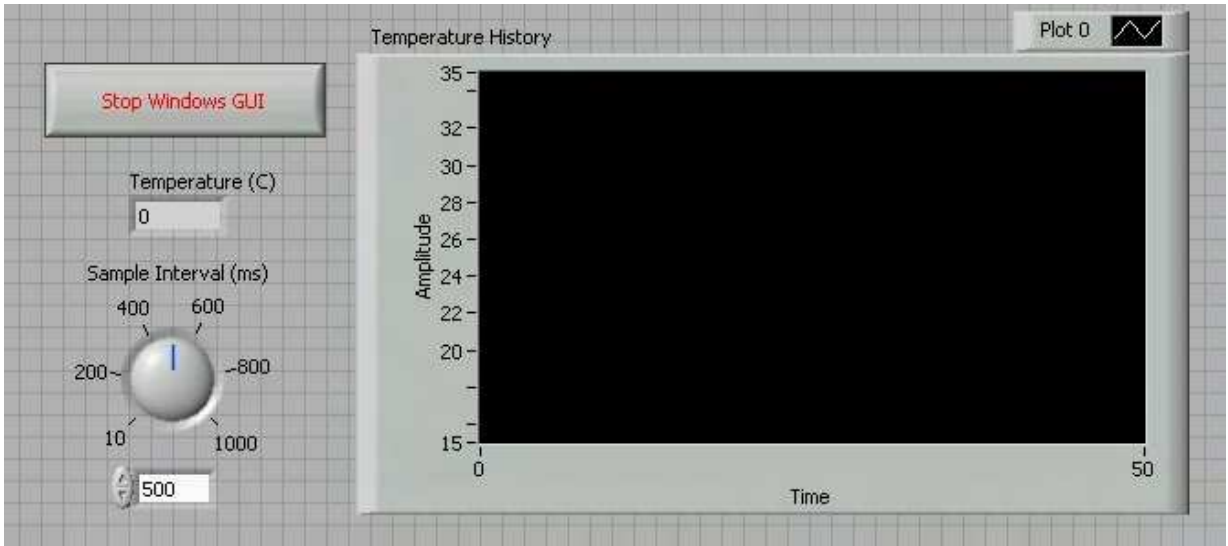 Stop Windows GUI
Temperature (C)
0
Sample Interval (ms)
400 600
200 800
10 1000
500
Temperature History
Plot 0
Amplitude
35
32
30
28
26
24
22
20
15
0 50
Time